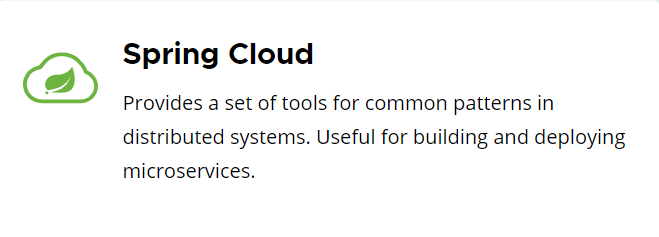 Spring Cloud
Provides a set of tools for common patterns in
distributed systems. Useful for building and deploying
microservices.